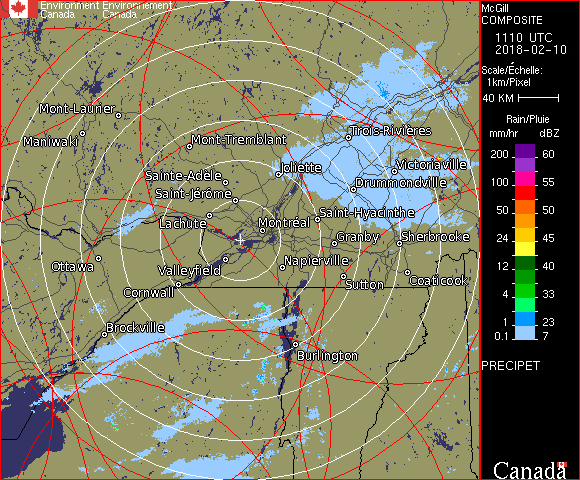 Environment Environnement
Canada Canada
McGill
COMPOSITE
1110 UTC
2018-02-10
Scale/Échelle:
1km/Pixel
40 KM
Rain/Pluie
mm/hr dBZ
200 60
100 55
50 50
24 45
12 40
4 33
1 23
0.1 7
PRECIPET
Canada
Mont-Laurier
Maniwaki
Mont-Tremblant
Trois-Rivières
Joliette
Victoriaville
Sainte-Adèle
Drummondville
Saint-Jérôme
Saint-Hyacinthe
Lachute
Montréal
Granby
Sherbrooke
Ottawa
Valleyfield
Napierville
Cornwall
Sutton
Coaticook
Brockville
Burlington